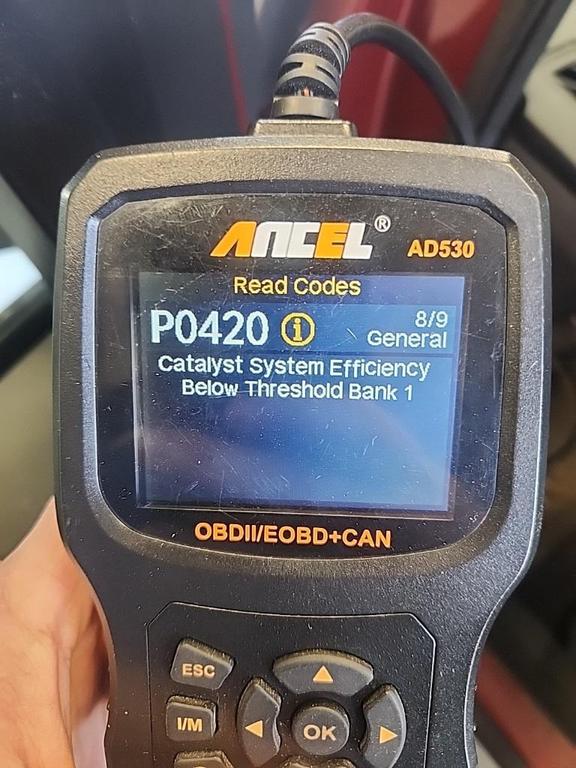 ANCEL® AD530
Read Codes
P0420 i 8/9
General
Catalyst System Efficiency
Below Threshold Bank 1
OBDII/EOBD+CAN
ESC
I/M
OK